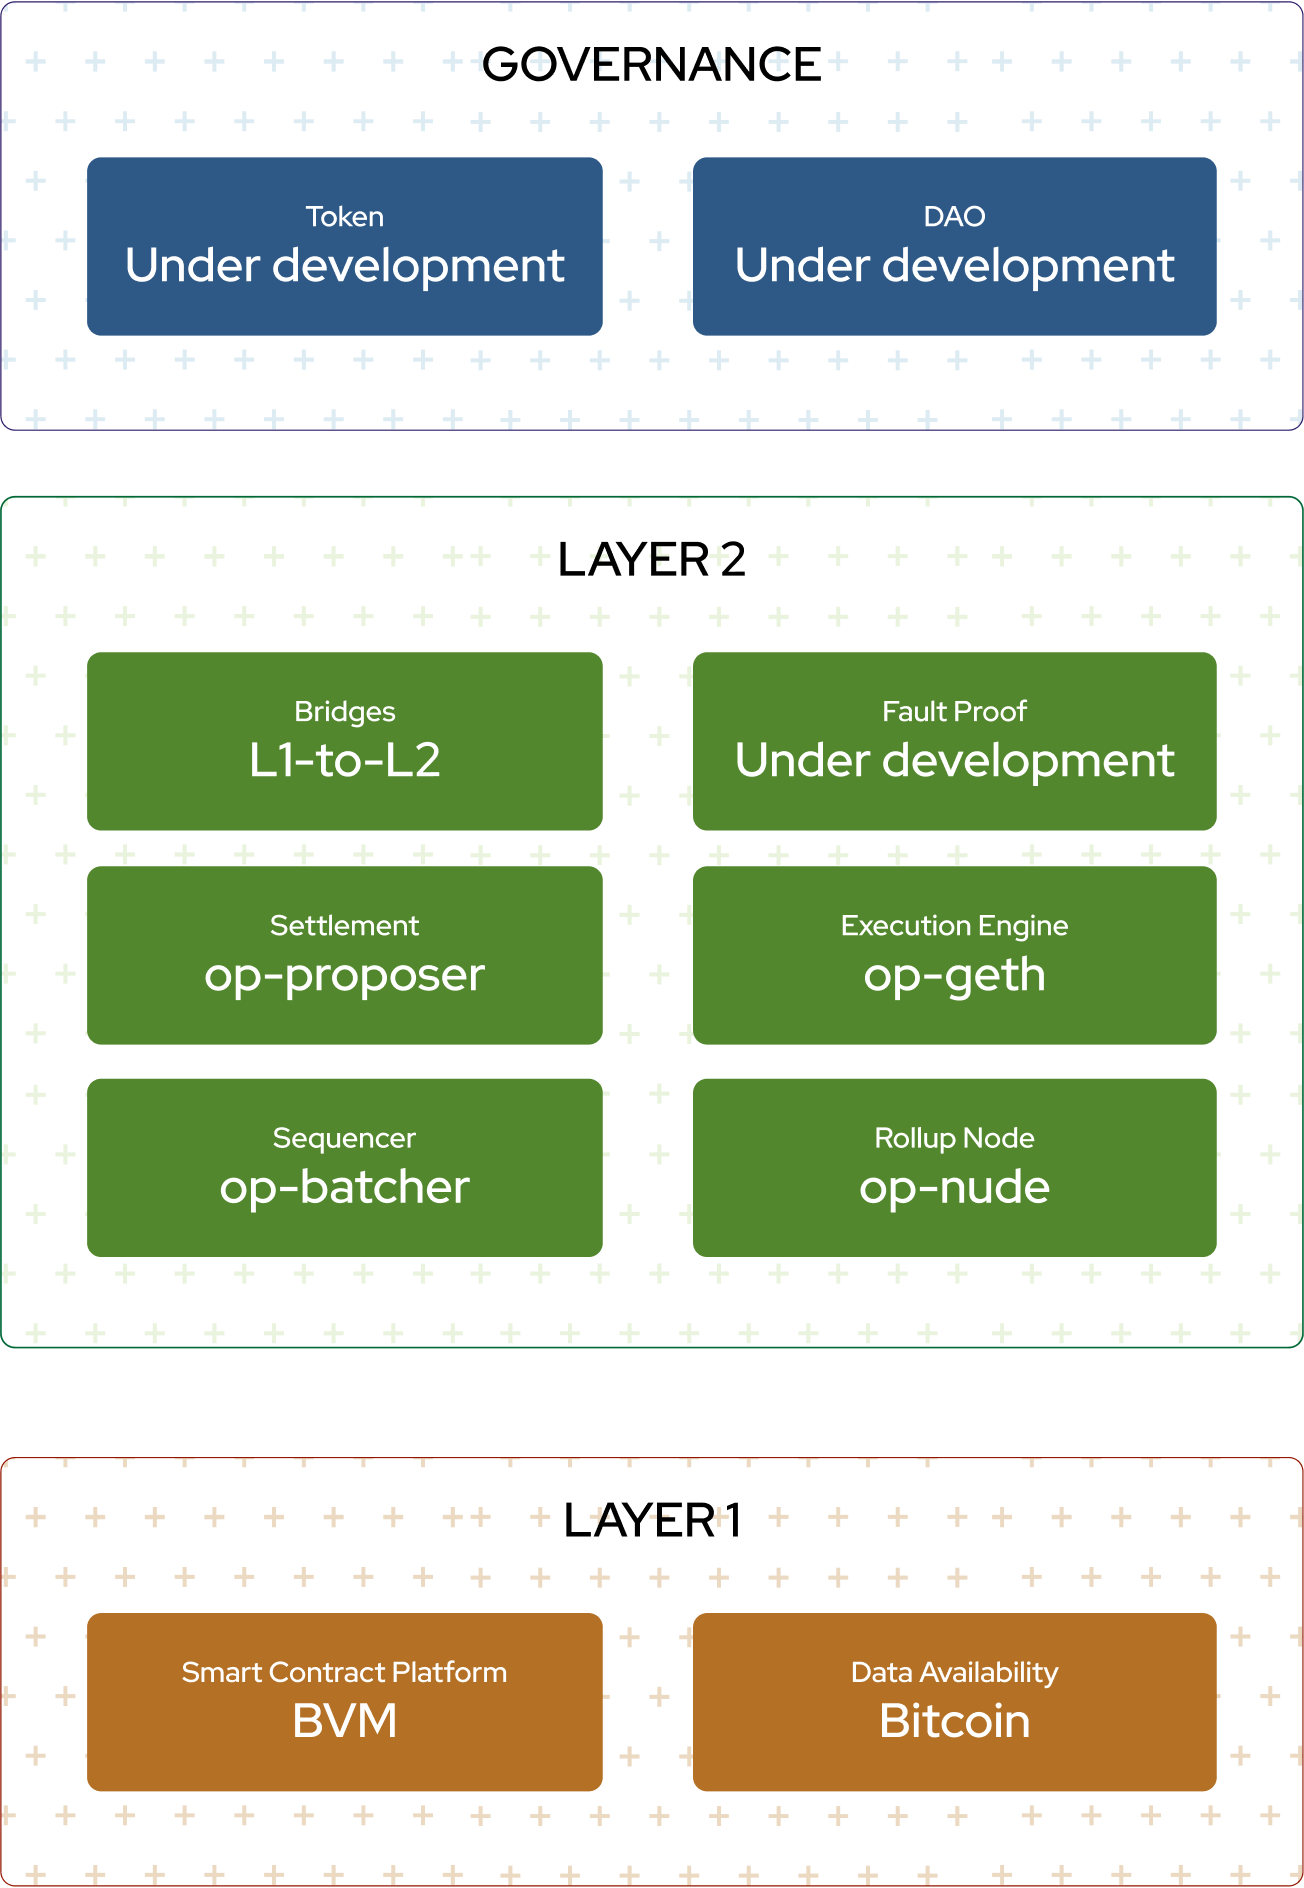 GOVERNANCE
Token
Under development
DAO
Under development
LAYER 2
Bridges
L1-to-L2
Fault Proof
Under development
Settlement
op-proposer
Execution Engine
op-geth
Sequencer
op-batcher
Rollup Node
op-nude
LAYER 1
Smart Contract Platform
BVM
Data Availability
Bitcoin